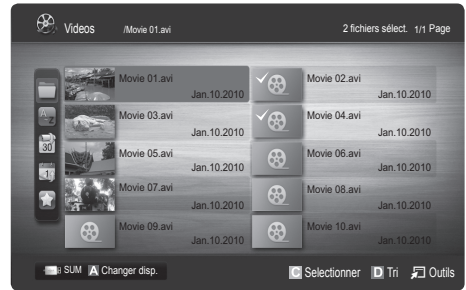 Videos /Movie 01.avi 2 fichiers sélect. 1/1 Page
Movie 01.avi
Jan.10.2010
Movie 02.avi
Jan.10.2010
Movie 03.avi
Jan.10.2010
Movie 04.avi
Jan.10.2010
Movie 05.avi
Jan.10.2010
Movie 06.avi
Jan.10.2010
Movie 07.avi
Jan.10.2010
Movie 08.avi
Jan.10.2010
Movie 09.avi
Jan.10.2010
Movie 10.avi
Jan.10.2010
30
1
SUM A Changer disp. C Selectionner D Tri Outils